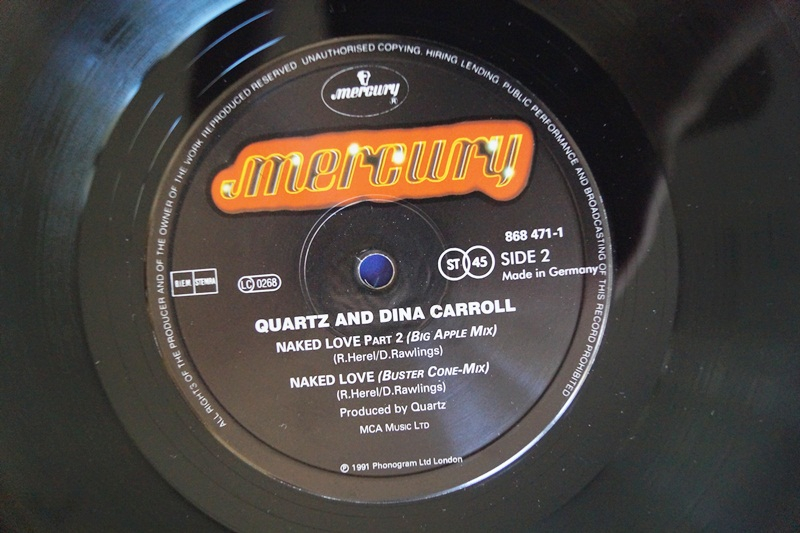 ALL RIGHTS OF THE PRODUCER AND OF THE OWNER OF THE WORK REPRODUCED RESERVED UNAUTHORISED COPYING. HIRING LENDING. PUBLIC PERFORMANCE AND BROADCASTING OF THIS RECORD PROHIBITED
mercury
mercury
868 471-1
B.I.E.M. STEMRA
LC 0268
ST 45 SIDE 2
Made in Germany
QUARTZ AND DINA CARROLL
NAKED LOVE PART 2 (BIG APPLE MIX)
(R.Herel/D.Rawlings)
NAKED LOVE (BUSTER CONE-MIX)
(R.Herel/D.Rawlings)
Produced by Quartz
MCA MUSIC LTD
℗ 1991 Phonogram Ltd London